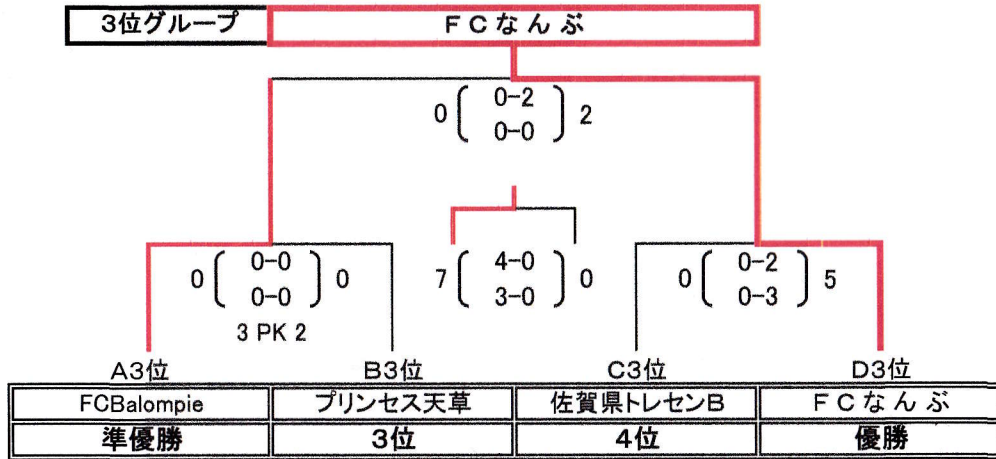 3位グループ FCなんぶ
0 ( 0-2 ) 2
0-0
0 ( 0-0 ) 0
0-0
3 PK 2
7 ( 4-0 ) 0
3-0
0 ( 0-2 ) 5
0-3
A3位 B3位 C3位 D3位
FCBalompie プリンセス天草 佐賀県トレセンB FCなんぶ
準優勝 3位 4位 優勝